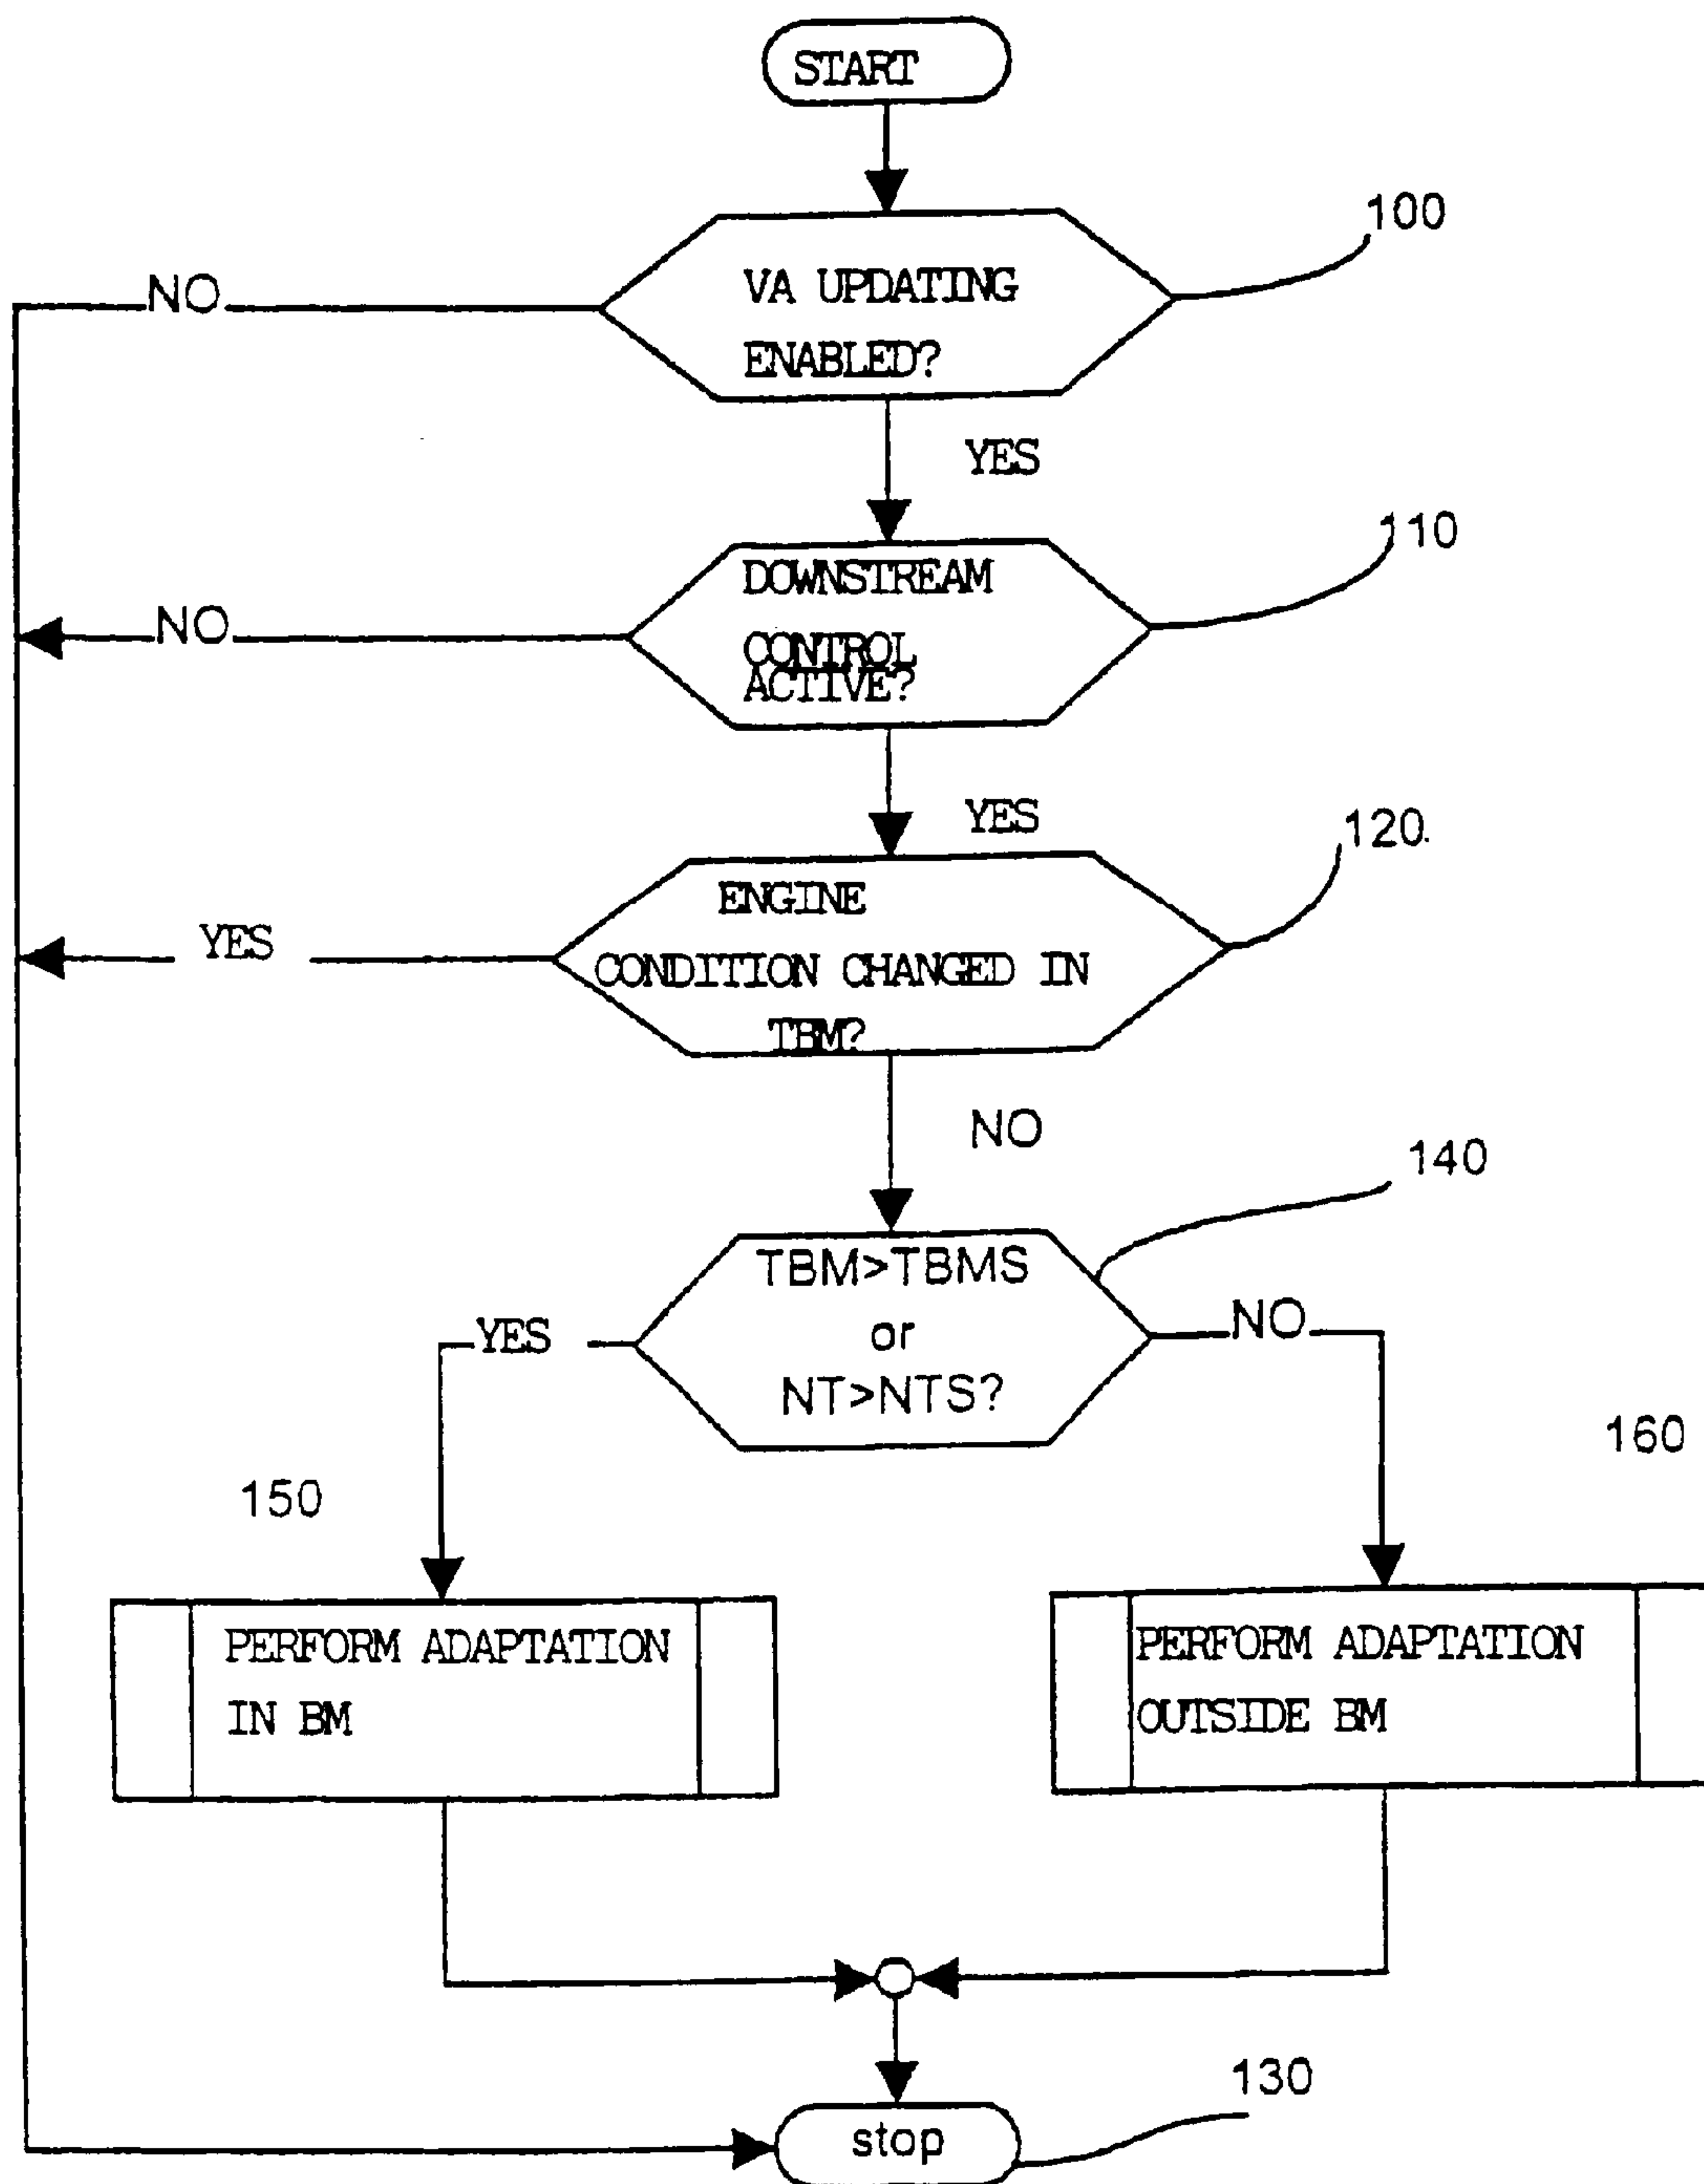 START
100
VA UPDATING
ENABLED?
NO
YES
110
DOWNSTREAM
CONTROL
ACTIVE?
NO
YES
120.
ENGINE
CONDITION CHANGED IN
TBM?
YES
NO
140
TBM>TBMS
or
NT>NTS?
YES
NO
150
160
PERFORM ADAPTATION
IN BM
PERFORM ADAPTATION
OUTSIDE BM
130
stop